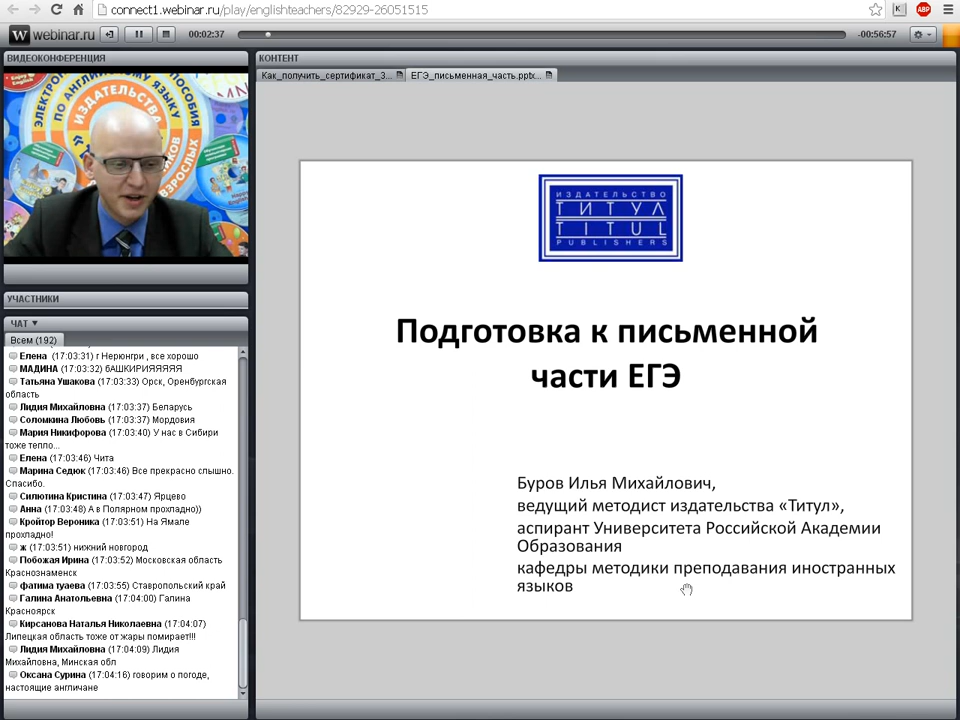 connect1.webinar.ru/play/englishteachers/82929-26051515
webinar.ru
00:02:37
-00:56:57
ВИДЕОКОНФЕРЕНЦИЯ
ЭЛЕКТРОН
ПОСОБИЯ
ПО АНГЛИЙСКОМУ ЯЗЫКУ
ИЗДАТЕЛЬСТВА
ВЗРОСЛЫХ
УЧАСТНИКИ
ЧАТ
Всем (192)
Елена (17:03:31) г Нерюнгри , все хорошо
МАДИНА (17:03:32) бАШКИРИЯЯЯЯЯ
Татьяна Ушакова (17:03:33) Орск, Оренбургская
область
Лидия Михайловна (17:03:37) Беларусь
Соломкина Любовь (17:03:37) Мордовия
Мария Никифорова (17:03:40) У нас в Сибири
тоже тепло...
Елена (17:03:46) Чита
Марина Седюк (17:03:46) Все прекрасно слышно.
Спасибо.
Силютина Кристина (17:03:47) Ярцево
Анна (17:03:48) А в Полярном прохладно))
Кройтор Вероника (17:03:51) На Ямале
прохладно!
ж (17:03:51) нижний новгород
Побожая Ирина (17:03:52) Московская область
Краснознаменск
фатима туаева (17:03:55) Ставропольский край
Галина Анатольевна (17:04:00) Галина
Красноярск
Кирсанова Наталья Николаевна (17:04:07)
Липецкая область тоже от жары помирает!!!
Лидия Михайловна (17:04:09) Лидия
Михайловна, Минская обл
Оксана Сурина (17:04:16) говорим о погоде,
настоящие англичане
КОНТЕНТ
Как_получить_сертификат_3...
ЕГЭ_письменная_часть.pptx...
ИЗДАТЕЛЬСТВО
ТИТУЛ
TITUL
PUBLISHERS
Подготовка к письменной
части ЕГЭ
Буров Илья Михайлович,
ведущий методист издательства «Титул»,
аспирант Университета Российской Академии
Образования
кафедры методики преподавания иностранных
языков